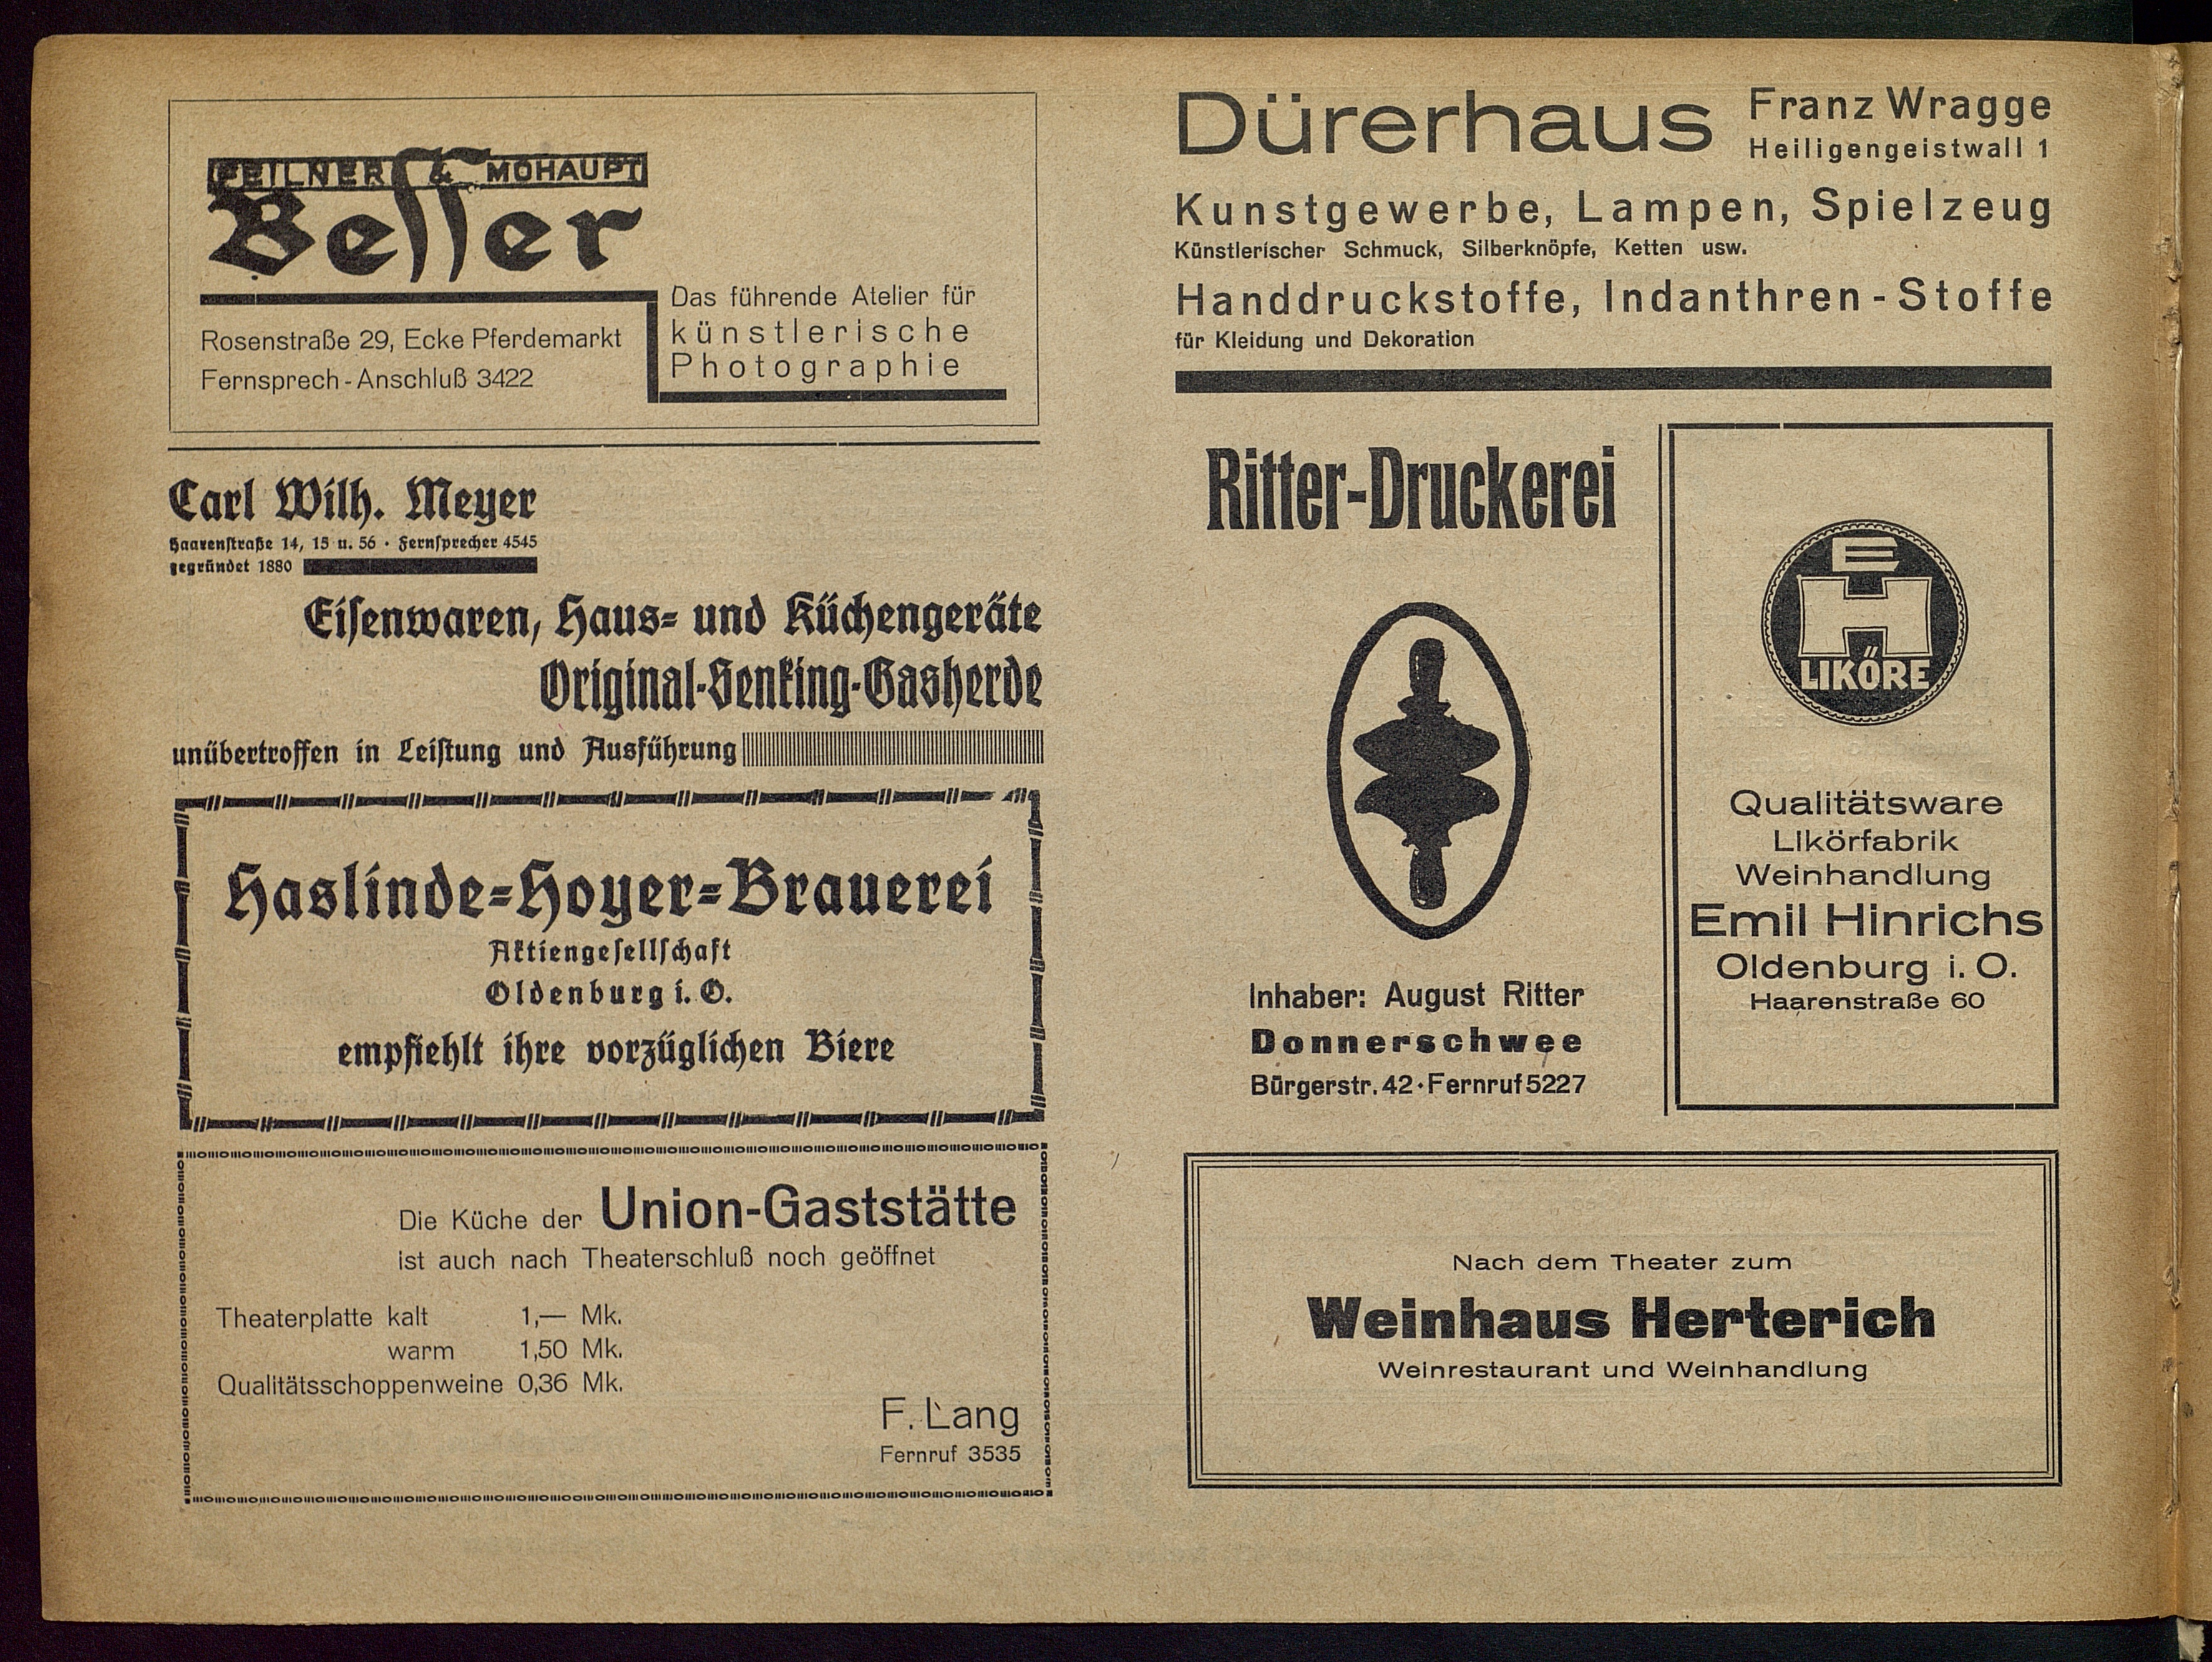 FEILNER & MOHAUPT
Besser
Das führende Atelier für
künstlerische
Photographie
Rosenstraße 29, Ecke Pferdemarkt
Fernsprech-Anschluß 3422
Carl Wilh. Meyer
Haarenstraße 14, 15 u. 56 · Fernsprecher 4545
gegründet 1880
Eisenwaren, Haus- und Küchengeräte
Original-Senking-Gasherde
unübertroffen in Leistung und Ausführung
Haslinde-Hoyer-Brauerei
Aktiengesellschaft
Oldenburg i. O.
empfiehlt ihre vorzüglichen Biere
Die Küche der Union-Gaststätte
ist auch nach Theaterschluß noch geöffnet
Theaterplatte kalt 1,— Mk.
warm 1,50 Mk.
Qualitätsschoppenweine 0,36 Mk.
F. Lang
Fernruf 3535
Dürerhaus Franz Wragge
Heiligengeistwall 1
Kunstgewerbe, Lampen, Spielzeug
Künstlerischer Schmuck, Silberknöpfe, Ketten usw.
Handdruckstoffe, Indanthren-Stoffe
für Kleidung und Dekoration
Ritter-Druckerei
Inhaber: August Ritter
Donnerschwee
Bürgerstr. 42 · Fernruf 5227
E
H
LIKÖRE
Qualitätsware
Likörfabrik
Weinhandlung
Emil Hinrichs
Oldenburg i. O.
Haarenstraße 60
Nach dem Theater zum
Weinhaus Herterich
Weinrestaurant und Weinhandlung